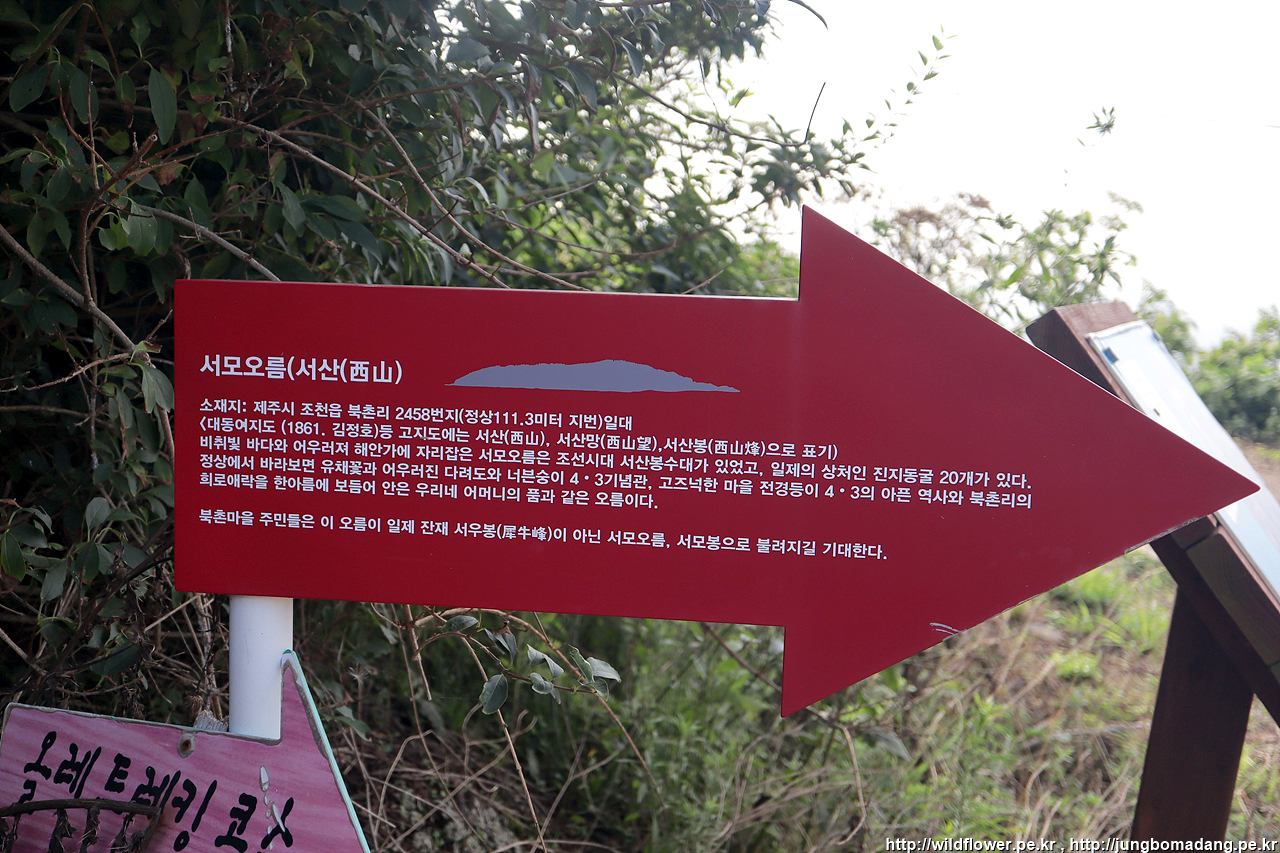 서모오름(서산(西山)
소재지: 제주시 조천읍 북촌리 2458번지(정상111.3미터 지번)일대
《대동여지도 (1861. 김정호)등 고지도에는 서산(西山), 서산망(西山望),서산봉(西山烽)으로 표기)
비취빛 바다와 어우러져 해안가에 자리잡은 서모오름은 조선시대 서산봉수대가 있었고, 일제의 상처인 진지동굴 20개가 있다.
정상에서 바라보면 유채꽃과 어우러진 다려도와 너븐숭이 4·3기념관, 고즈넉한 마을 전경등이 4·3의 아픈 역사와 북촌리의
희로애락을 한아름에 보듬어 안은 우리네 어머니의 품과 같은 오름이다.
북촌마을 주민들은 이 오름이 일제 잔재 서우봉(犀牛峰)이 아닌 서모오름, 서모봉으로 불려지길 기대한다.
올레 트레킹 코스
http://wildflower.pe.kr , http://jungbomadang.pe.kr